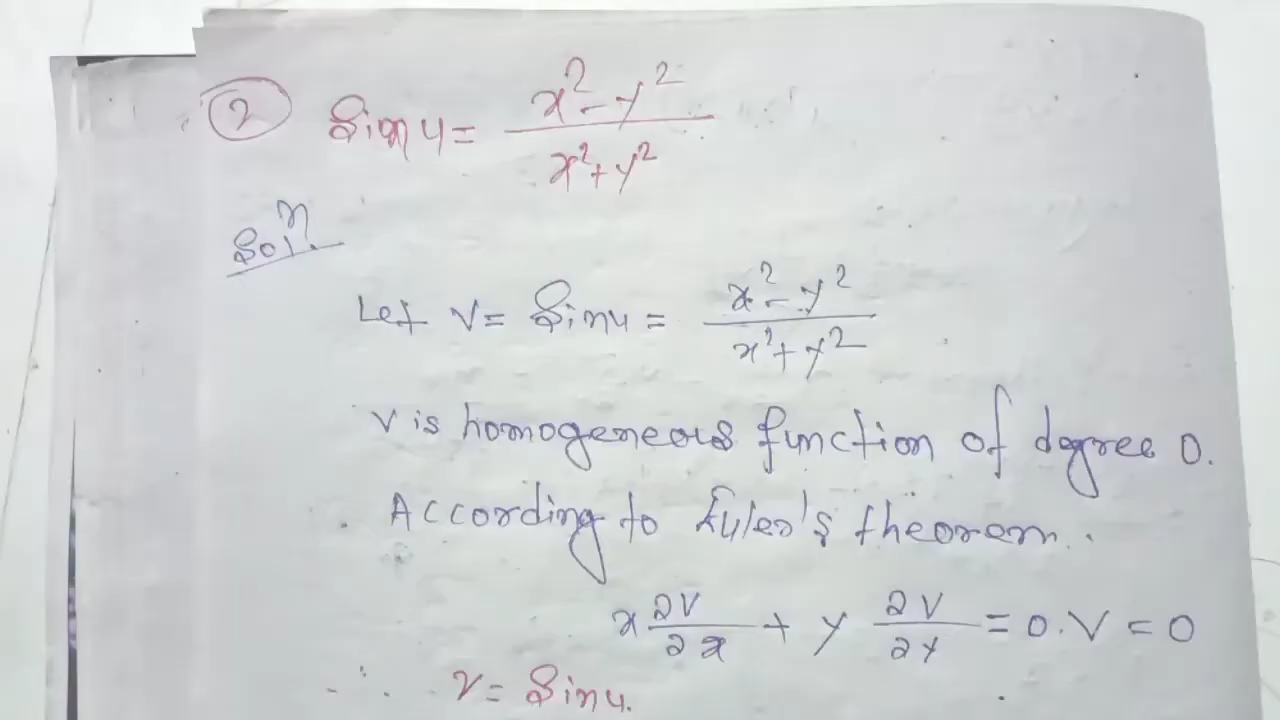 ② Sin u = (x² - y²) / (x² + y²)
Solⁿ
Let V = Sin u = (x² - y²) / (x² + y²)
V is homogeneous function of degree 0.
According to Euler's theorem.
x ∂V/∂x + y ∂V/∂y = 0.V = 0
∴ V = Sin u.